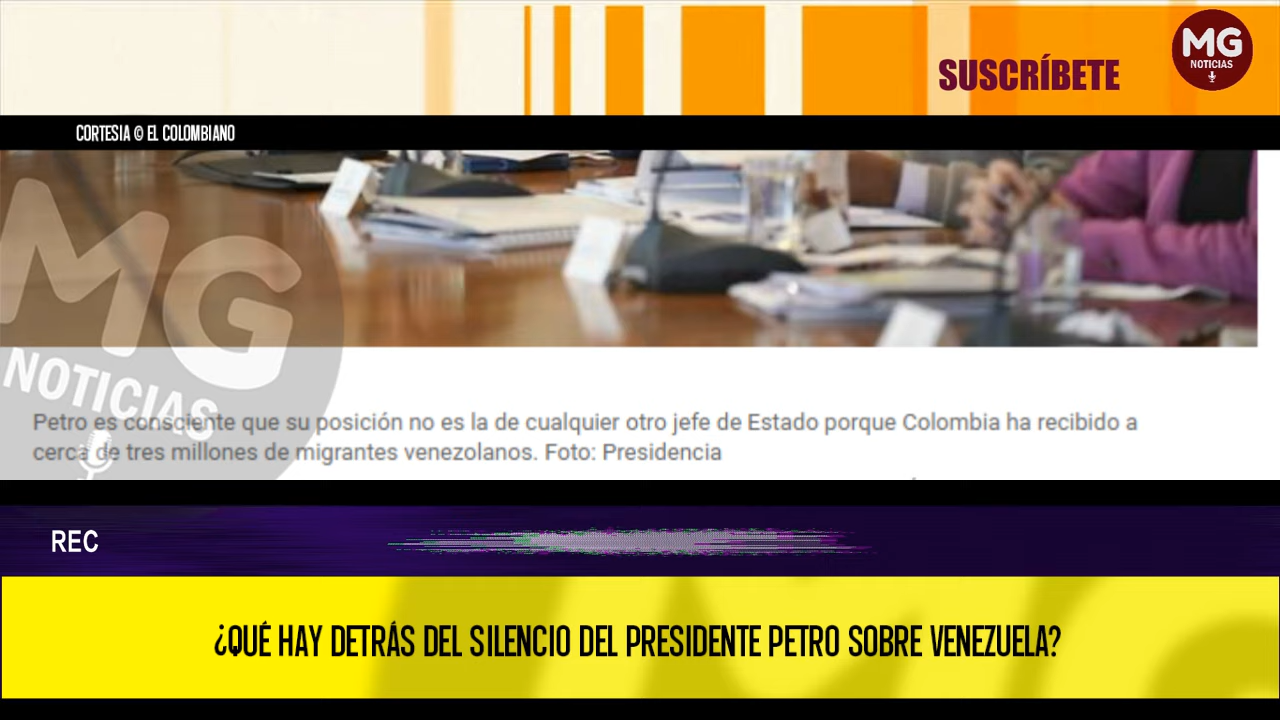 MG
NOTICIAS
SUSCRÍBETE
CORTESIA © EL COLOMBIANO
MG
NOTICIAS
Petro es consciente que su posición no es la de cualquier otro jefe de Estado porque Colombia ha recibido a
cerca de tres millones de migrantes venezolanos. Foto: Presidencia
REC
¿QUÉ HAY DETRÁS DEL SILENCIO DEL PRESIDENTE PETRO SOBRE VENEZUELA?